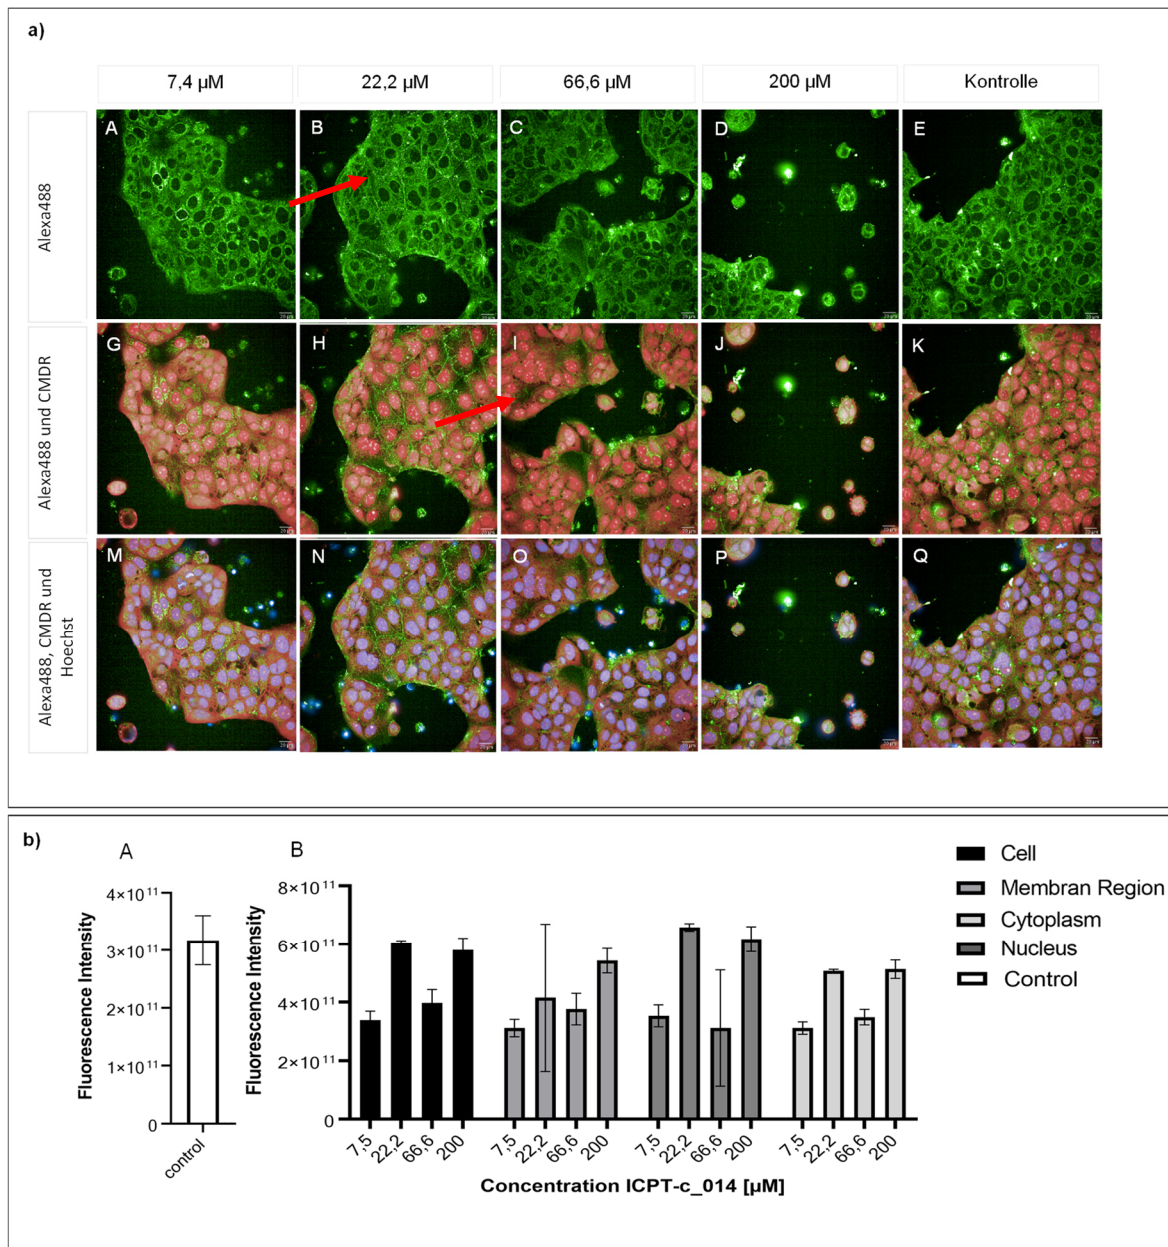 a)
7,4 µM
22,2 µM
66,6 µM
200 µM
Kontrolle
Alexa488
A
B
C
D
E
Alexa488 und CMDR
G
H
I
J
K
Alexa488, CMDR und
Hoechst
M
N
O
P
Q
b)
A
Fluorescence Intensity
4×10¹¹
3×10¹¹
2×10¹¹
1×10¹¹
0
control
B
Fluorescence Intensity
8×10¹¹
6×10¹¹
4×10¹¹
2×10¹¹
0
7,5
22,2
66,6
200
7,5
22,2
66,6
200
7,5
22,2
66,6
200
7,5
22,2
66,6
200
Concentration ICPT-c_014 [µM]
Cell
Membran Region
Cytoplasm
Nucleus
Control